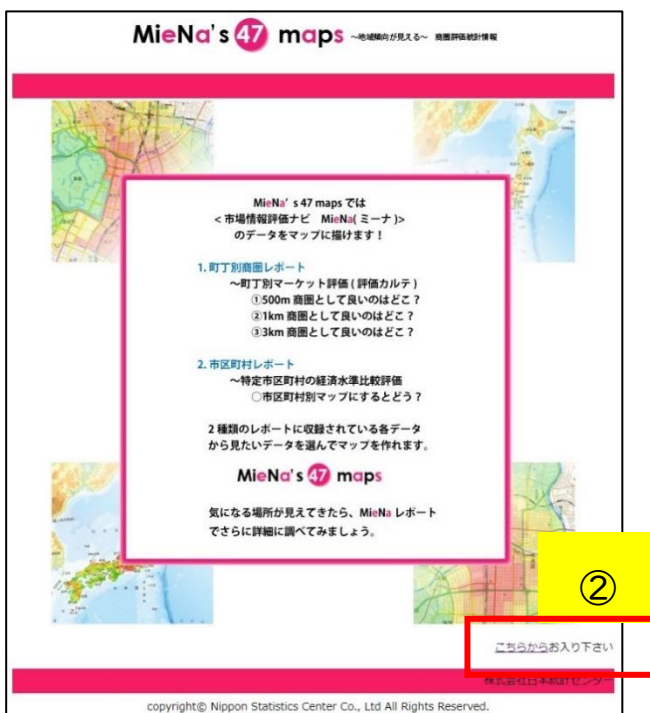 MieNa's 47 maps ～地域傾向が見える～ 商圏評価統計情報
MieNa's 47 maps では
<市場情報評価ナビ MieNa(ミーナ)>
のデータをマップに描けます！
1. 町丁別商圏レポート
～町丁別マーケット評価(評価カルテ)
①500m 商圏として良いのはどこ？
②1km 商圏として良いのはどこ？
③3km 商圏として良いのはどこ？
2. 市区町村レポート
～特定市区町村の経済水準比較評価
○市区町村別マップにするとどう？
2種類のレポートに収録されている各データ
から見たいデータを選んでマップを作れます。
MieNa's 47 maps
気になる場所が見えてきたら、MieNa レポート
でさらに詳細に調べてみましょう。
②
こちらからお入り下さい
株式会社日本統計センター
copyright© Nippon Statistics Center Co., Ltd All Rights Reserved.